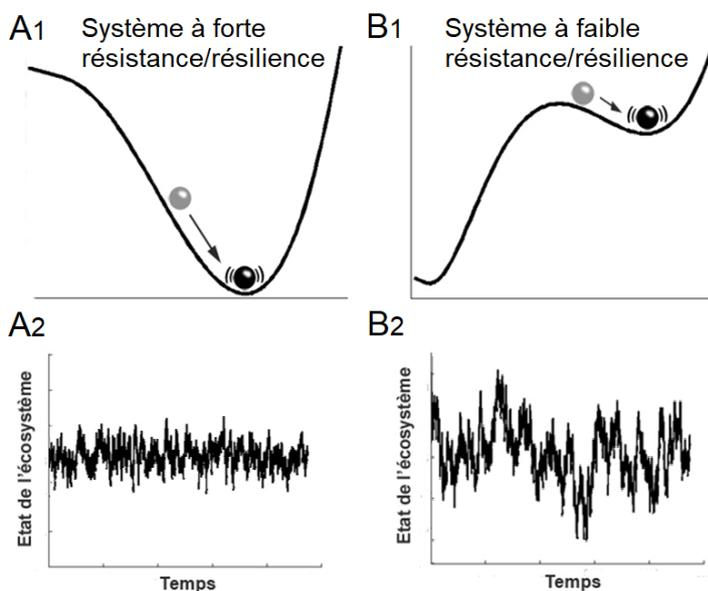 A1
Système à forte
résistance/résilience
B1
Système à faible
résistance/résilience
A2
Etat de l'écosystème
Temps
B2
Etat de l'écosystème
Temps